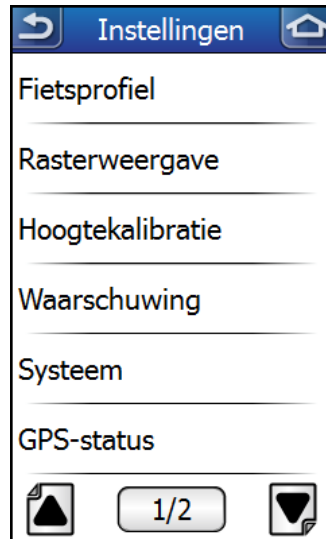 Instellingen
Fietsprofiel
Rasterweergave
Hoogtekalibratie
Waarschuwing
Systeem
GPS-status
1/2